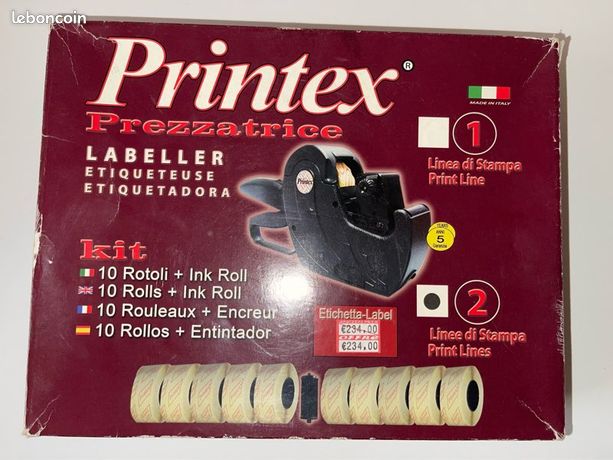 leboncoin
Printex®
Prezzatrice
LABELLER
ETIQUETEUSE
ETIQUETADORA
MADE IN ITALY
1
Linea di Stampa
Print Line
Printex
5
kit
10 Rotoli + Ink Roll
10 Rolls + Ink Roll
10 Rouleaux + Encreur
10 Rollos + Entintador
Etichetta-Label
€234.00
€234.00
2
Linee di Stampa
Print Lines